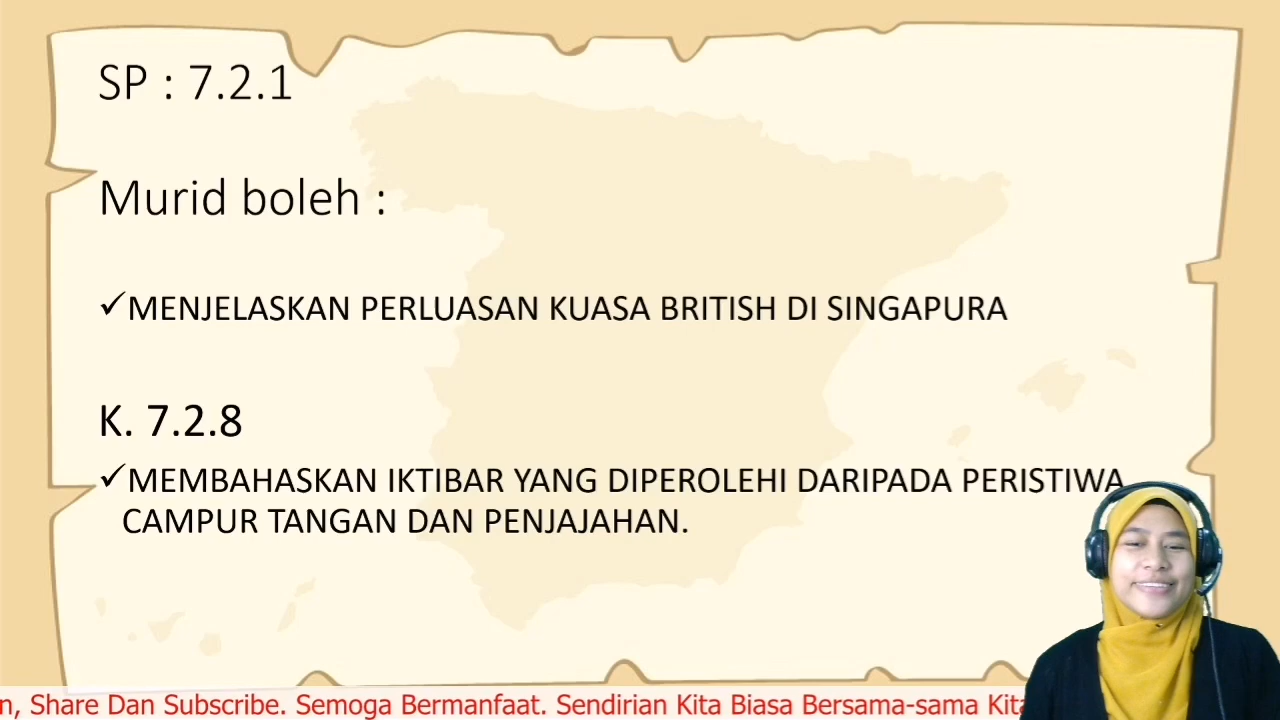 SP : 7.2.1
Murid boleh :
✓MENJELASKAN PERLUASAN KUASA BRITISH DI SINGAPURA
K. 7.2.8
✓MEMBAHASKAN IKTIBAR YANG DIPEROLEHI DARIPADA PERISTIWA
CAMPUR TANGAN DAN PENJAJAHAN.
, Share Dan Subscribe. Semoga Bermanfaat. Sendirian Kita Biasa Bersama-sama